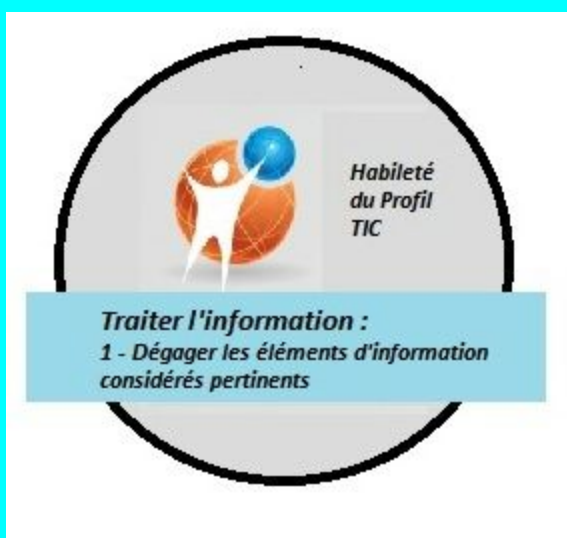 Habileté
du Profil
TIC
Traiter l'information :
1 - Dégager les éléments d'information
considérés pertinents